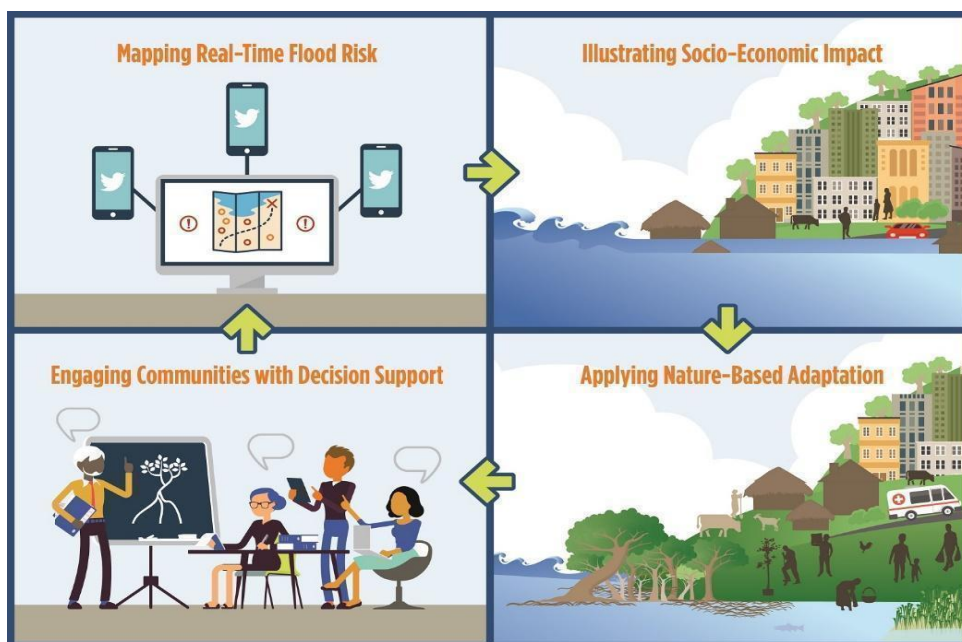 Mapping Real-Time Flood Risk
Illustrating Socio-Economic Impact
Engaging Communities with Decision Support
Applying Nature-Based Adaptation